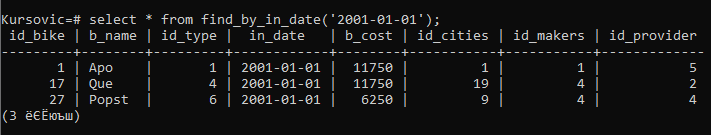 Kursovic=# select * from find_by_in_date('2001-01-01');
 id_bike | b_name | id_type |  in_date   | b_cost | id_cities | id_makers | id_provider
---------+--------+---------+------------+--------+-----------+-----------+-------------
       1 | Apo    |       1 | 2001-01-01 |  11750 |         1 |         1 |           5
      17 | Que    |       4 | 2001-01-01 |  11750 |        19 |         4 |           2
      27 | Popst  |       6 | 2001-01-01 |   6250 |         9 |         4 |           4
(3 ёЄЁюъш)